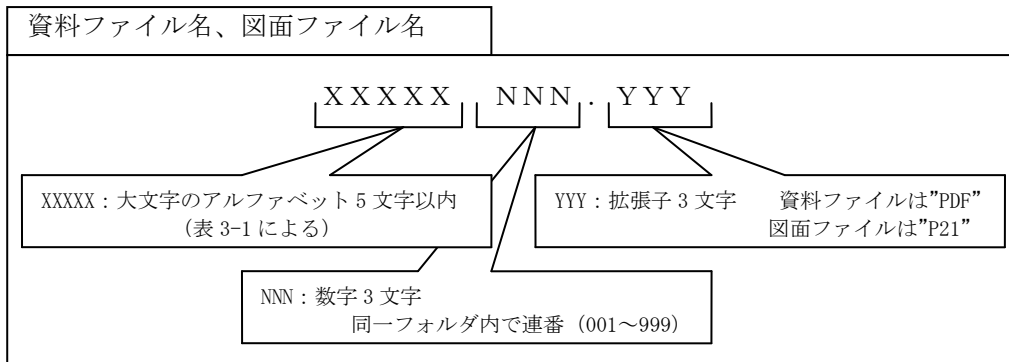 資料ファイル名、図面ファイル名
ＸＸＸＸＸ ＮＮＮ．ＹＹＹ
XXXXX：大文字のアルファベット 5 文字以内
(表 3-1 による)
YYY：拡張子 3 文字　資料ファイルは”PDF”
図面ファイルは”P21”
NNN：数字 3 文字
同一フォルダ内で連番（001～999）